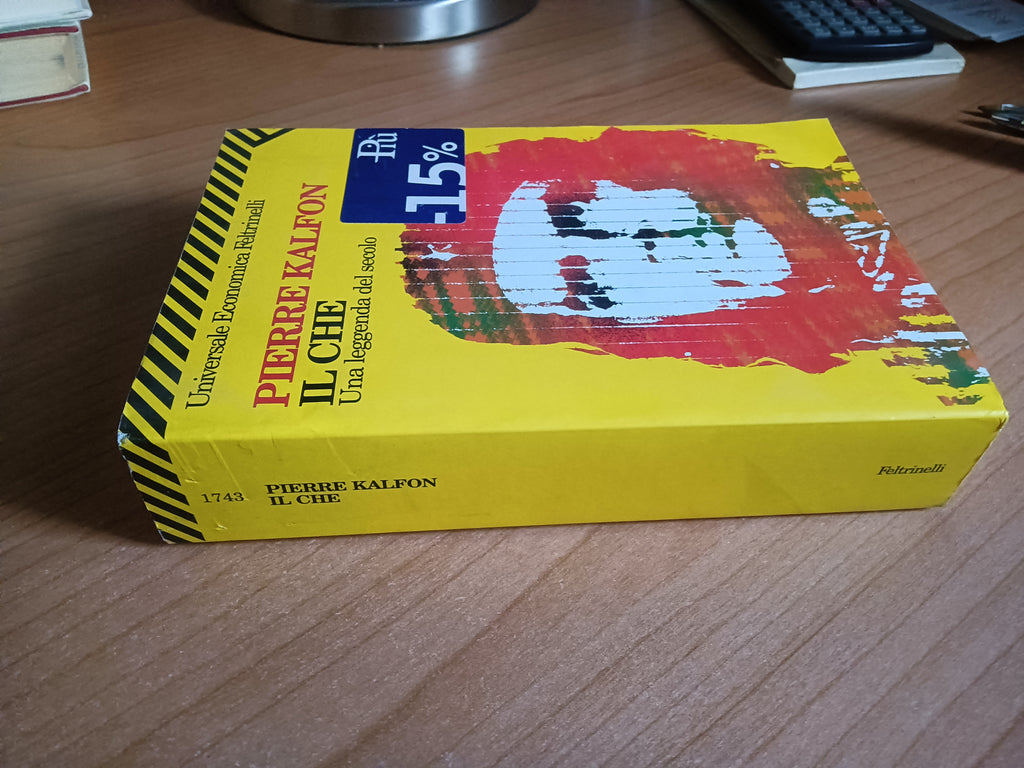 Universale Economica Feltrinelli
PIERRE KALFON
IL CHE
Una leggenda del secolo
Più
-15%
1743
PIERRE KALFON
IL CHE
Feltrinelli